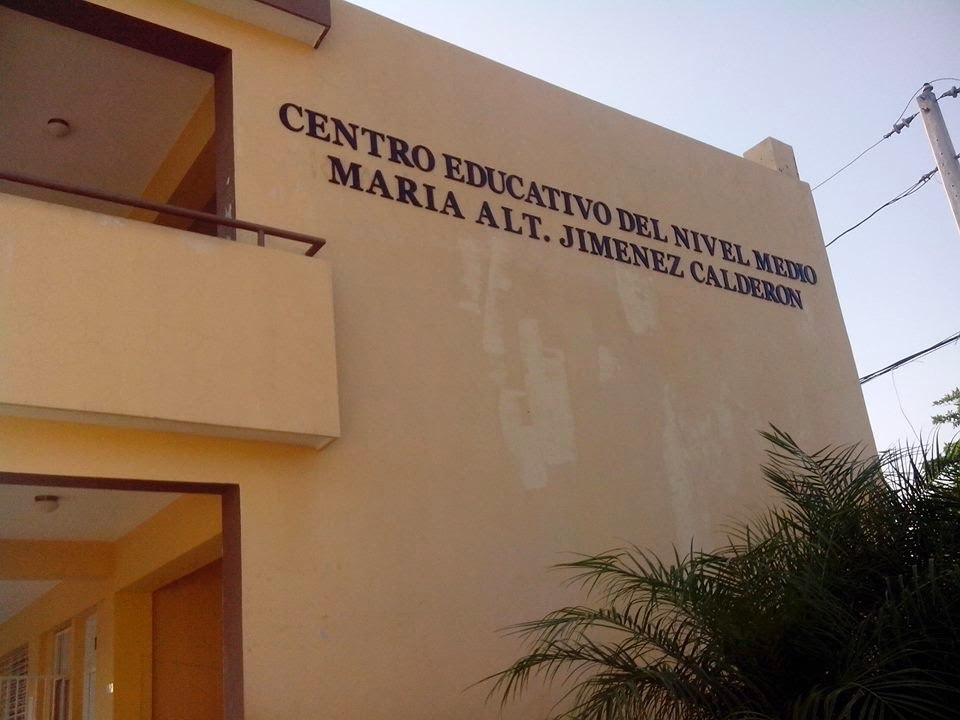 CENTRO EDUCATIVO DEL NIVEL MEDIO
MARIA ALT. JIMENEZ CALDERON